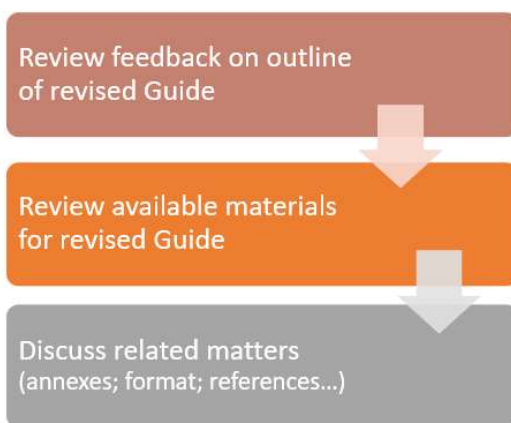 Review feedback on outline
of revised Guide
Review available materials
for revised Guide
Discuss related matters
(annexes; format; references...)